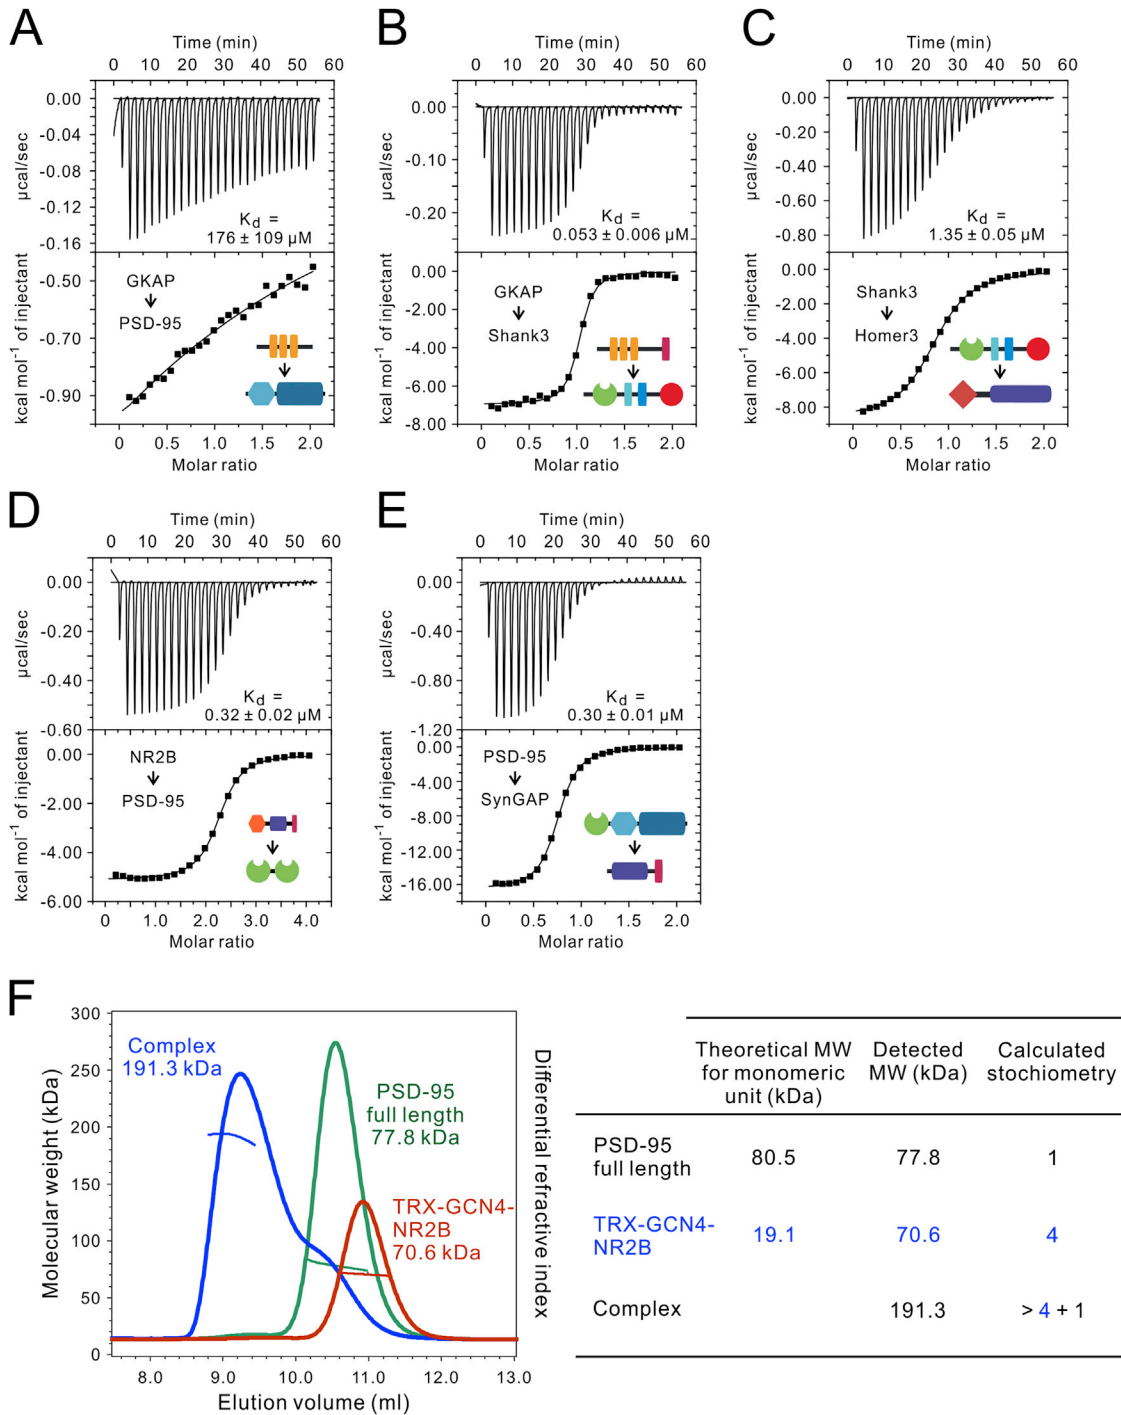 A
Time (min)
0 10 20 30 40 50 60
µcal/sec
0.00
-0.04
-0.08
-0.12
-0.16
Kd =
176 ± 109 µM
kcal mol-1 of injectant
-0.50
-0.70
-0.90
GKAP
PSD-95
0 0.5 1.0 1.5 2.0
Molar ratio
B
Time (min)
0 10 20 30 40 50 60
µcal/sec
0.00
-0.10
-0.20
Kd =
0.053 ± 0.006 µM
kcal mol-1 of injectant
0.00
-2.00
-4.00
-6.00
-8.00
GKAP
Shank3
0 0.5 1.0 1.5 2.0
Molar ratio
C
Time (min)
0 10 20 30 40 50 60
µcal/sec
0.00
-0.20
-0.40
-0.60
-0.80
Kd =
1.35 ± 0.05 µM
kcal mol-1 of injectant
0.00
-2.00
-4.00
-6.00
-8.00
Shank3
Homer3
0 0.5 1.0 1.5 2.0
Molar ratio
D
Time (min)
0 10 20 30 40 50 60
µcal/sec
0.00
-0.20
-0.40
-0.60
Kd =
0.32 ± 0.02 µM
kcal mol-1 of injectant
0.00
-2.00
-4.00
-6.00
NR2B
PSD-95
0 1.0 2.0 3.0 4.0
Molar ratio
E
Time (min)
0 10 20 30 40 50 60
µcal/sec
0.00
-0.40
-0.80
-1.20
Kd =
0.30 ± 0.01 µM
kcal mol-1 of injectant
0.00
-4.00
-8.00
-12.00
-16.00
PSD-95
SynGAP
0 0.5 1.0 1.5 2.0
Molar ratio
F
Molecular weight (kDa)
300
250
200
150
100
50
0
Complex
191.3 kDa
PSD-95
full length
77.8 kDa
TRX-GCN4-
NR2B
70.6 kDa
8.0 9.0 10.0 11.0 12.0 13.0
Elution volume (ml)
Differential refractive index
Theoretical MW
for monomeric
unit (kDa)
Detected
MW (kDa)
Calculated
stochiometry
PSD-95
full length
80.5 77.8 1
TRX-GCN4-
NR2B
19.1 70.6 4
Complex 191.3 > 4 + 1